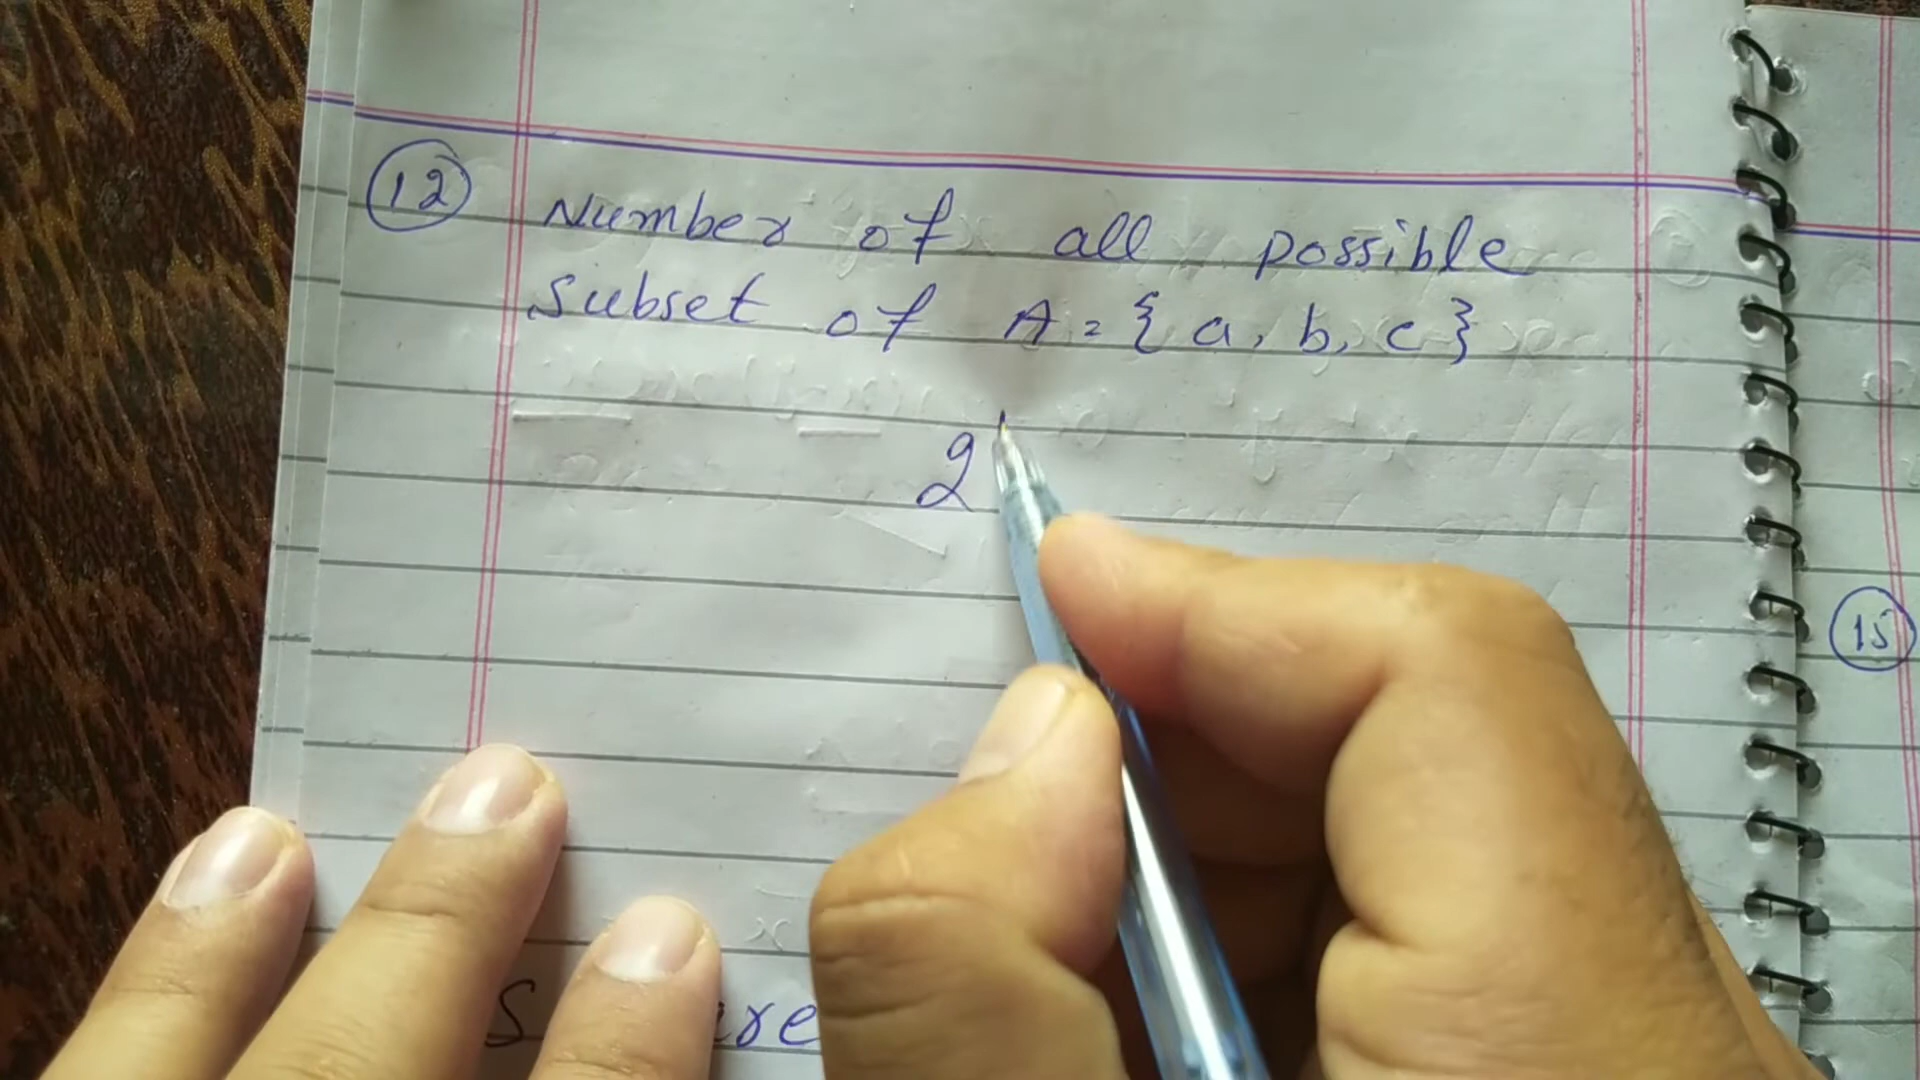 12 Number of all possible
Subset of A = { a, b, c }
2
15